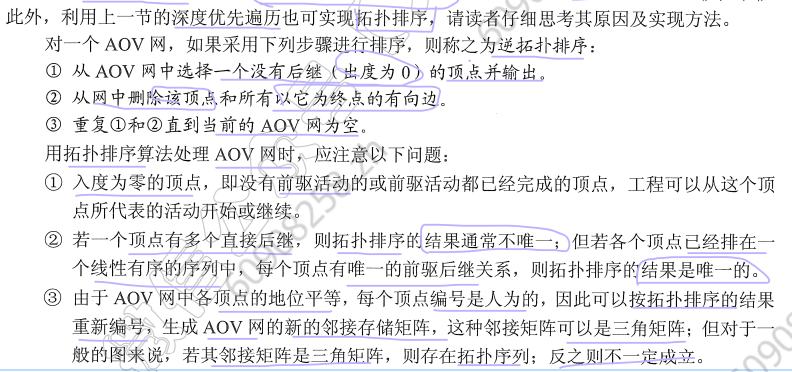 此外，利用上一节的深度优先遍历也可实现拓扑排序，请读者仔细思考其原因及实现方法。
对一个 AOV 网，如果采用下列步骤进行排序，则称之为逆拓扑排序：
① 从 AOV 网中选择一个没有后继（出度为 0）的顶点并输出。
② 从网中删除该顶点和所有以它为终点的有向边。
③ 重复①和②直到当前的 AOV 网为空。
用拓扑排序算法处理 AOV 网时，应注意以下问题：
① 入度为零的顶点，即没有前驱活动的或前驱活动都已经完成的顶点，工程可以从这个顶
点所代表的活动开始或继续。
② 若一个顶点有多个直接后继，则拓扑排序的结果通常不唯一；但若各个顶点已经排在一
个线性有序的序列中，每个顶点有唯一的前驱后继关系，则拓扑排序的结果是唯一的。
③ 由于 AOV 网中各顶点的地位平等，每个顶点编号是人为的，因此可以按拓扑排序的结果
重新编号，生成 AOV 网的新的邻接存储矩阵，这种邻接矩阵可以是三角矩阵；但对于一
般的图来说，若其邻接矩阵是三角矩阵，则存在拓扑序列；反之则不一定成立。